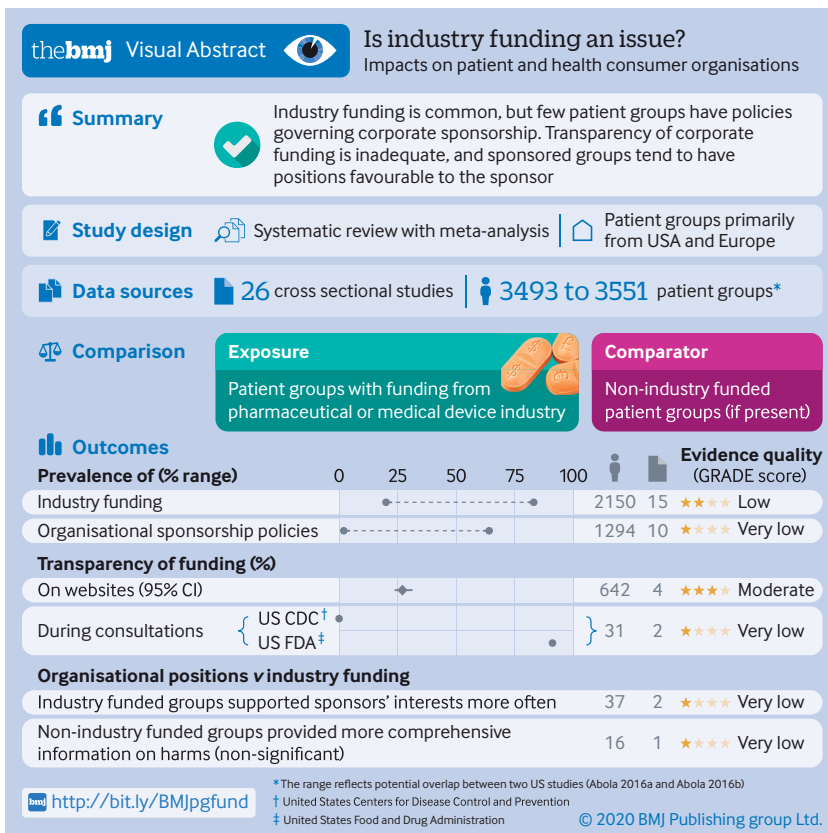 thebmj Visual Abstract
Is industry funding an issue?
Impacts on patient and health consumer organisations
Summary
Industry funding is common, but few patient groups have policies
governing corporate sponsorship. Transparency of corporate
funding is inadequate, and sponsored groups tend to have
positions favourable to the sponsor
Study design
Systematic review with meta-analysis
Patient groups primarily
from USA and Europe
Data sources
26 cross sectional studies
3493 to 3551 patient groups*
Comparison
Exposure
Patient groups with funding from
pharmaceutical or medical device industry
Comparator
Non-industry funded
patient groups (if present)
Outcomes
Prevalence of (% range) 0 25 50 75 100
Evidence quality
(GRADE score)
Industry funding 2150 15 Low
Organisational sponsorship policies 1294 10 Very low
Transparency of funding (%)
On websites (95% CI) 642 4 Moderate
During consultations
US CDC†
US FDA‡
31 2 Very low
Organisational positions v industry funding
Industry funded groups supported sponsors' interests more often 37 2 Very low
Non-industry funded groups provided more comprehensive
information on harms (non-significant) 16 1 Very low
bmj http://bit.ly/BMJpgfund
* The range reflects potential overlap between two US studies (Abola 2016a and Abola 2016b)
† United States Centers for Disease Control and Prevention
‡ United States Food and Drug Administration
© 2020 BMJ Publishing group Ltd.